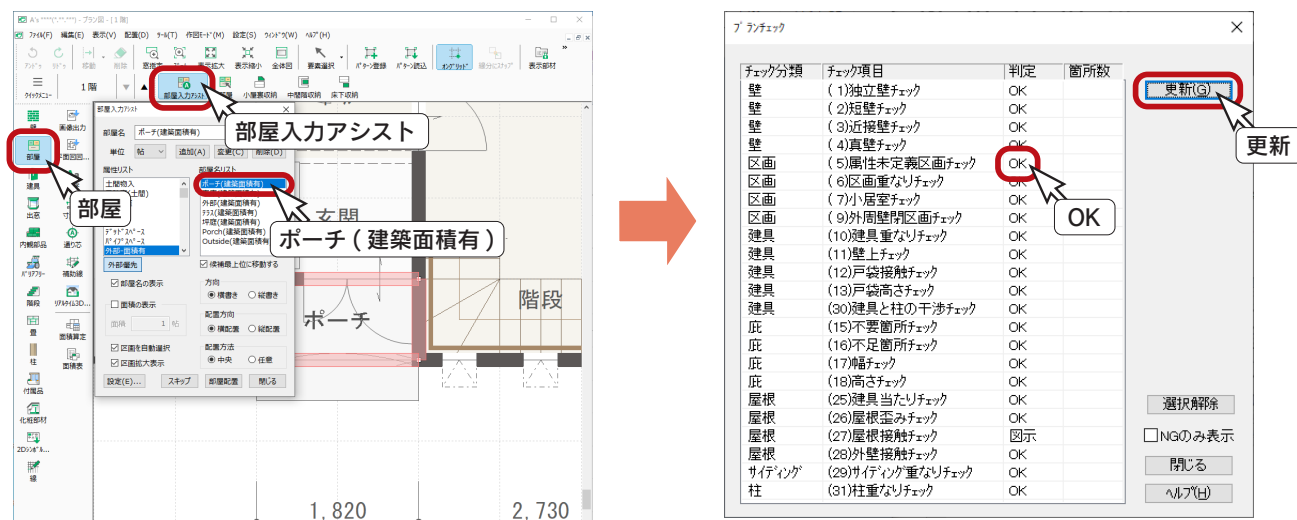 A's.****(*.**.***) - プラン図 - [1 階]
ファイル(F) 編集(E) 表示(V) 配置(D) ツール(T) 作図モード(M) 設定(S) ウィンドウ(W) ヘルプ(H)
アンドゥ リドゥ 移動 削除 窓指定 表示拡大 表示縮小 全体図 要素選択 パターン登録 パターン読込 オングリッド 線分にスナップ 表示部材
クイックメニュー 1 階 部屋入力アシスト 小屋裏収納 中間階収納 床下収納
画像出力
部屋 平面図図...
建具
出窓
内観部品 通り芯
パイプファー 補助線
階段 リアルタイム3D...
畳 面積算定
柱 面積表
付属品
化粧部材
2Dシンボル...
線
部屋入力アシスト
部屋名 ポーチ(建築面積有)
単位 帖 追加(A) 変更(C) 削除(D)
属性リスト 部屋名リスト
土間物入 ポーチ(建築面積有)
外部(建築面積有)
テラス(建築面積有)
坪庭(建築面積有)
デッドスペース Porch(建築面積有)
パイプスペース Outside(建築面積有)
外部・面積有
外部優先 候補最上位に移動する
部屋名の表示 方向
横書き 縦書き
面積の表示
面積 1 帖 配置方向
横配置 縦配置
区画を自動選択 配置方法
区画拡大表示 中央 任意
設定(E)... スキップ 部屋配置 閉じる
部屋入力アシスト
部屋
ポーチ ( 建築面積有 )
玄関
ポーチ
階段
1,820 2,730
プランチェック
チェック分類 チェック項目 判定 箇所数
壁 ( 1)独立壁チェック OK
壁 ( 2)短壁チェック OK
壁 ( 3)近接壁チェック OK
壁 ( 4)真壁チェック OK
区画 ( 5)属性未定義区画チェック OK
区画 ( 6)区画重なりチェック OK
区画 ( 7)小居室チェック OK
区画 ( 9)外周壁閉区画チェック OK
建具 (10)建具重なりチェック OK
建具 (11)壁上チェック OK
建具 (12)戸袋接触チェック OK
建具 (13)戸袋高さチェック OK
建具 (30)建具と柱の干渉チェック OK
庇 (15)不要箇所チェック OK
庇 (16)不足箇所チェック OK
庇 (17)幅チェック OK
庇 (18)高さチェック OK
屋根 (25)建具当たりチェック OK
屋根 (26)屋根歪みチェック OK
屋根 (27)屋根接触チェック 図示
屋根 (28)外壁接触チェック OK
サイディング (29)サイディング重なりチェック OK
柱 (31)柱重なりチェック OK
更新(G)
更新
OK
選択解除
NGのみ表示
閉じる
ヘルプ(H)